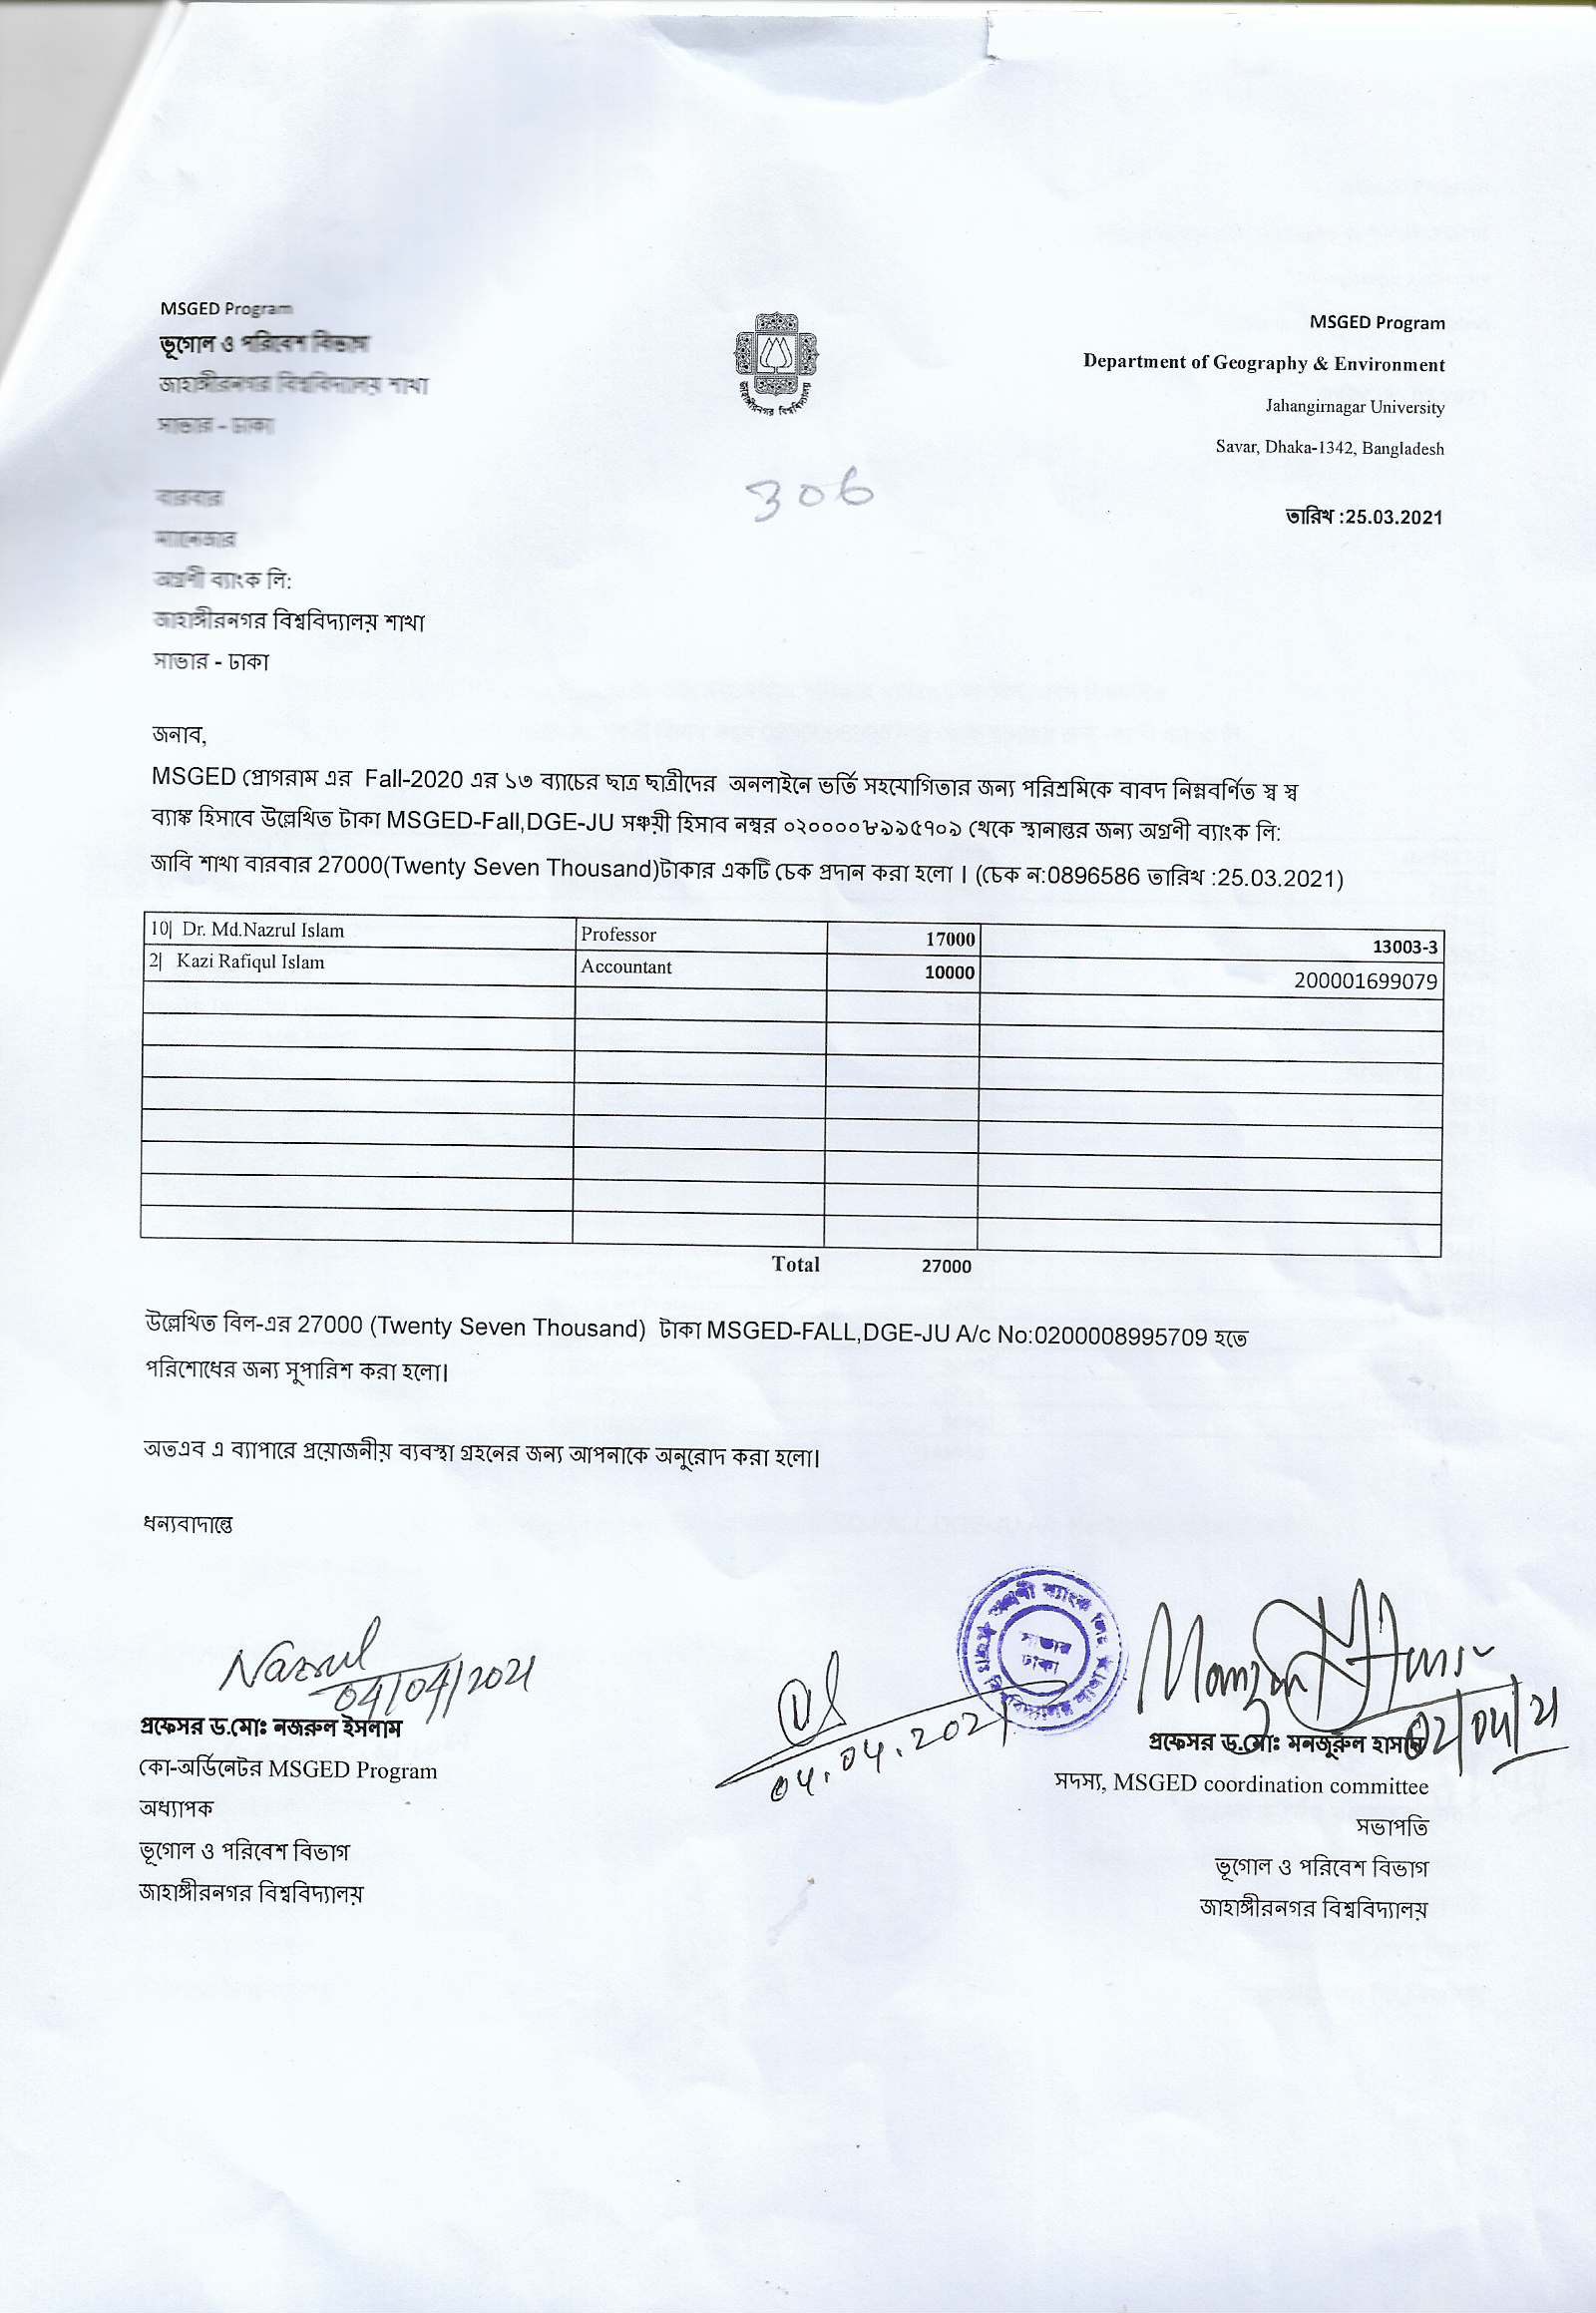 MSGED Program
ভূগোল ও পরিবেশ বিভাগ
জাহাঙ্গীরনগর বিশ্ববিদ্যালয় শাখা
সাভার - ঢাকা
জাহাঙ্গীরনগর বিশ্ববিদ্যালয়
MSGED Program
Department of Geography & Environment
Jahangirnagar University
Savar, Dhaka-1342, Bangladesh
306
তারিখ :25.03.2021
বারবার
ম্যানেজার
অগ্রণী ব্যাংক লি:
জাহাঙ্গীরনগর বিশ্ববিদ্যালয় শাখা
সাভার - ঢাকা
জনাব,
MSGED প্রোগরাম এর Fall-2020 এর ১৩ ব্যাচের ছাত্র ছাত্রীদের অনলাইনে ভর্তি সহযোগিতার জন্য পরিশ্রমিকে বাবদ নিম্নবর্ণিত স্ব স্ব
ব্যাঙ্ক হিসাবে উল্লেখিত টাকা MSGED-Fall,DGE-JU সঞ্চয়ী হিসাব নম্বর ০২০০০০৮৯৯৫৭০৯ থেকে স্থানান্তর জন্য অগ্রণী ব্যাংক লি:
জাবি শাখা বারবার 27000(Twenty Seven Thousand)টাকার একটি চেক প্রদান করা হলো। (চেক ন:0896586 তারিখ :25.03.2021)
10| Dr. Md.Nazrul Islam Professor 17000 13003-3
2| Kazi Rafiqul Islam Accountant 10000 200001699079
Total 27000
উল্লেখিত বিল-এর 27000 (Twenty Seven Thousand) টাকা MSGED-FALL,DGE-JU A/c No:0200008995709 হতে
পরিশোধের জন্য সুপারিশ করা হলো।
অতএব এ ব্যাপারে প্রয়োজনীয় ব্যবস্থা গ্রহনের জন্য আপনাকে অনুরোদ করা হলো।
ধন্যবাদান্তে
Nazrul
04/04/2021
প্রফেসর ড.মোঃ নজরুল ইসলাম
কো-অর্ডিনেটর MSGED Program
অধ্যাপক
ভূগোল ও পরিবেশ বিভাগ
জাহাঙ্গীরনগর বিশ্ববিদ্যালয়
04.04.2021
অগ্রণী ব্যাংক লিঃ
সাভার
ঢাকা
02/04/21
প্রফেসর ড.মোঃ মনজুরুল হাসান
সদস্য, MSGED coordination committee
সভাপতি
ভূগোল ও পরিবেশ বিভাগ
জাহাঙ্গীরনগর বিশ্ববিদ্যালয়